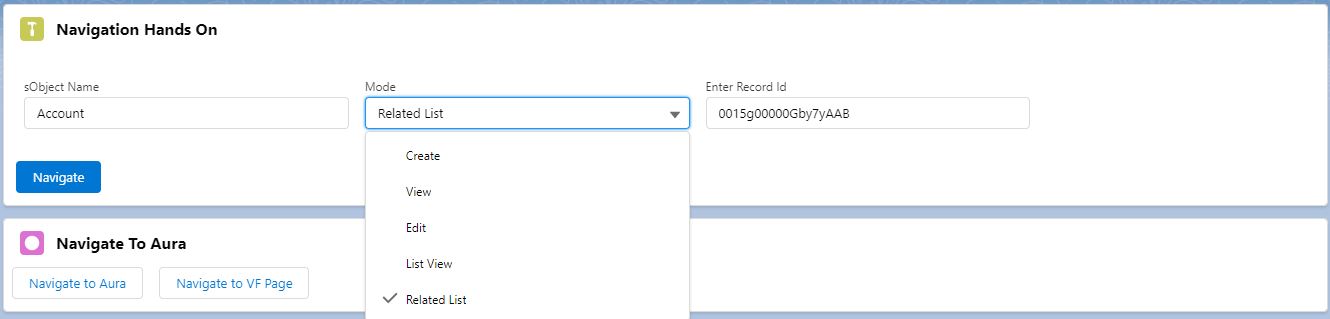 Navigation Hands On
sObject Name
Mode
Enter Record Id
Account
Related List
0015g00000Gby7yAAB
Create
View
Edit
List View
Related List
Navigate
Navigate To Aura
Navigate to Aura
Navigate to VF Page